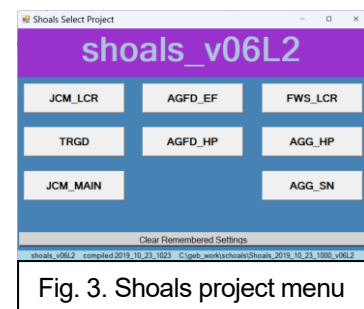 Shoals Select Project
shoals_v06L2
JCM_LCR AGFD_EF FWS_LCR
TRGD AGFD_HP AGG_HP
JCM_MAIN AGG_SN
Clear Remembered Settings
shoals_v06L2 compiled 2019_10_23_1023 C:\geb_work\schoals\Shoals_2019_10_23_1000_v06L2
Fig. 3. Shoals project menu